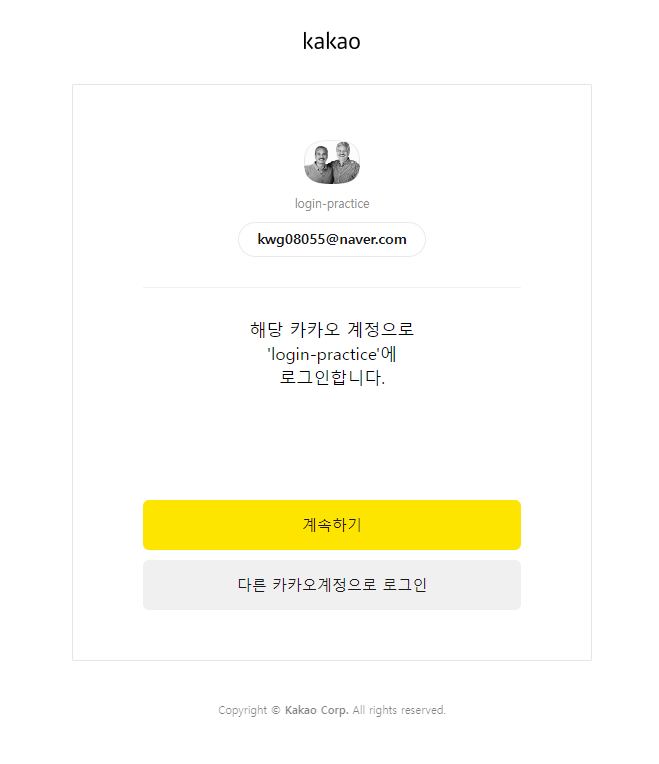 kakao
login-practice
kwg08055@naver.com
해당 카카오 계정으로
'login-practice'에
로그인합니다.
계속하기
다른 카카오계정으로 로그인
Copyright © Kakao Corp. All rights reserved.